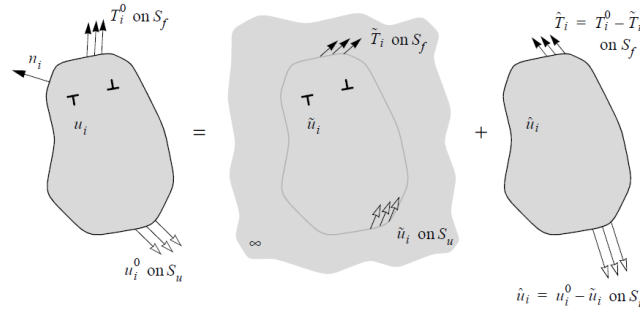 T_i^0 on S_f
n_i
u_i
u_i^0 on S_u
=
T̃_i on S_f
ũ_i
ũ_i on S_u
∞
+
T̂_i = T_i^0 − T̃_i
on S_f
û_i
û_i = u_i^0 − ũ_i on S